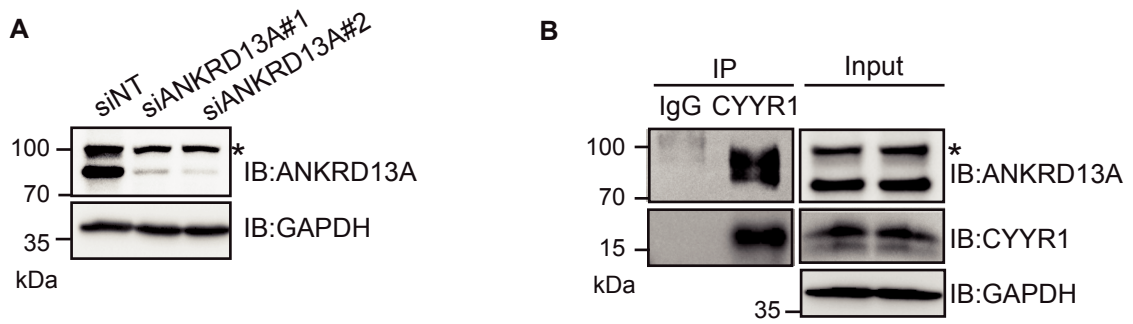 A
siNT siANKRD13A#1 siANKRD13A#2
100
*
IB:ANKRD13A
70
IB:GAPDH
35
kDa
B
IP Input
IgG CYYR1
100
*
IB:ANKRD13A
70
IB:CYYR1
15
kDa
IB:GAPDH
35